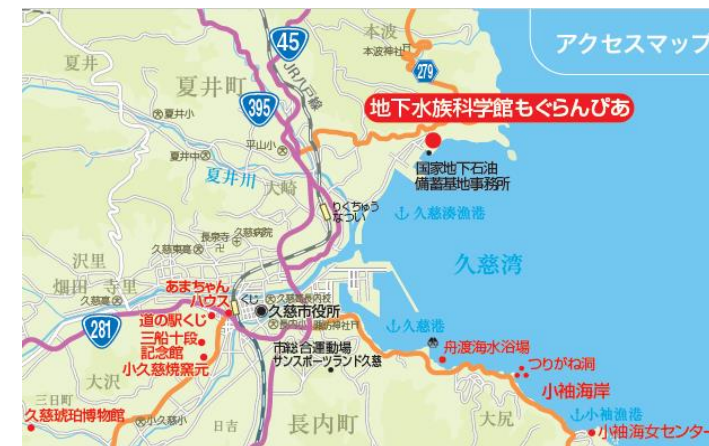 アクセスマップ
本波
本波神社
45
JR八戸線
279
夏井
夏井町
395
夏井小
平山小
夏井中
夏井川
大崎
地下水族科学館もぐらんぴあ
国家地下石油
備蓄基地事務所
りくちゅう
なつい
久慈湊漁港
久慈湾
久慈病院
長泉寺
久慈東高
沢里
畑田
寺里
久慈高
あまちゃん
ハウス
くじ
久慈市役所
281
道の駅くじ
三船十段
記念館
小久慈焼窯元
市総合運動場
サンスポーツランド久慈
久慈港
舟渡海水浴場
つりがね洞
小袖海岸
大沢
三日町
久慈琥珀博物館
小久慈小
日吉
長内町
大尻
小袖漁港
小袖海女センター